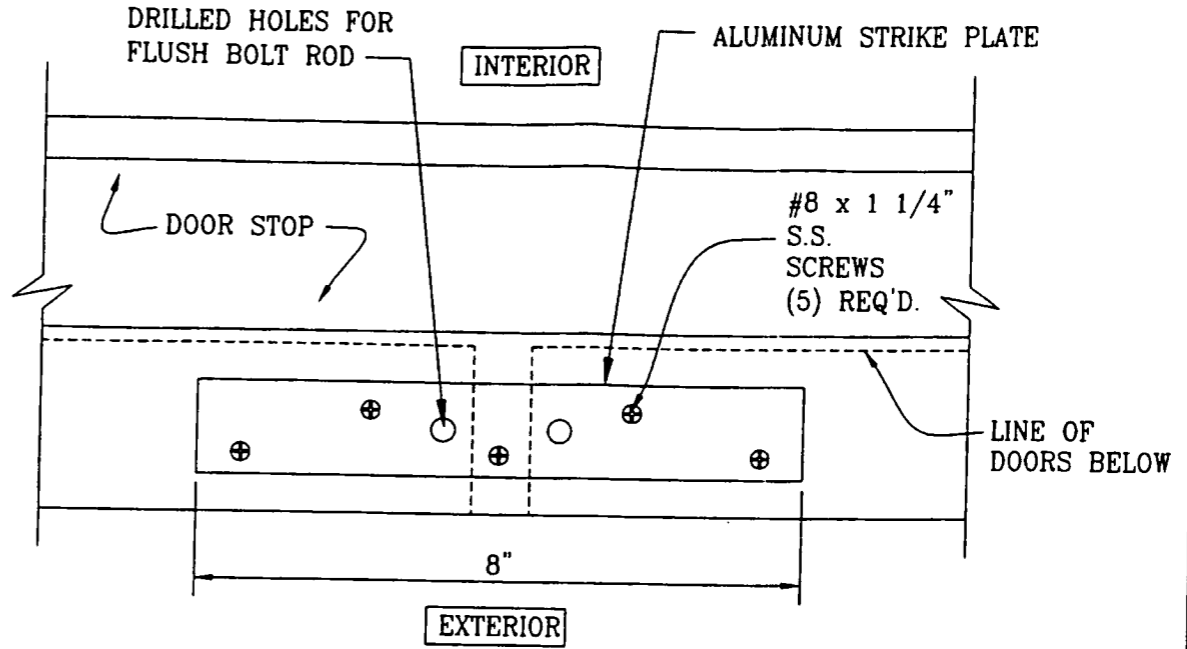 DRILLED HOLES FOR
FLUSH BOLT ROD
INTERIOR
ALUMINUM STRIKE PLATE
DOOR STOP
#8 x 1 1/4"
S.S.
SCREWS
(5) REQ'D.
LINE OF
DOORS BELOW
8"
EXTERIOR